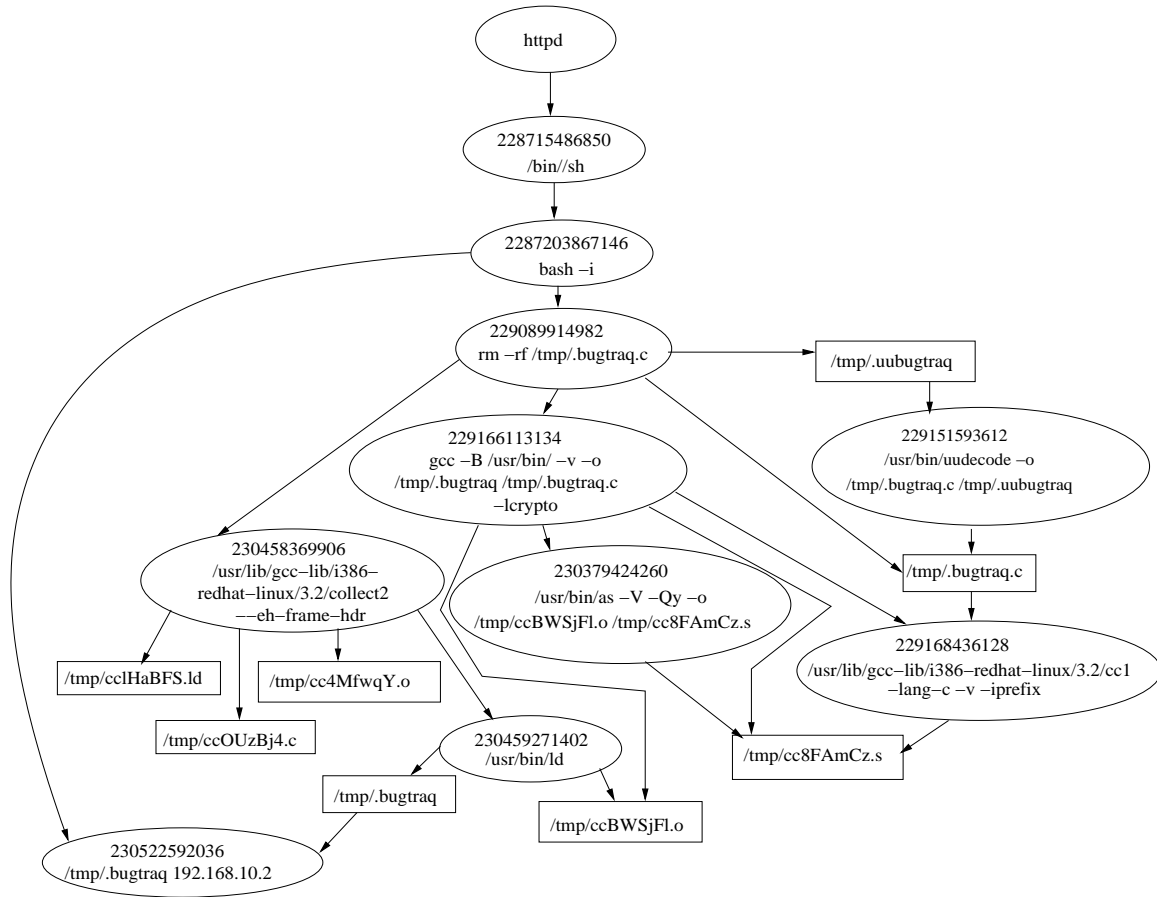 httpd
228715486850
/bin//sh
2287203867146
bash −i
229089914982
rm −rf /tmp/.bugtraq.c
/tmp/.uubugtraq
229166113134
gcc −B /usr/bin/ −v −o
/tmp/.bugtraq /tmp/.bugtraq.c
−lcrypto
229151593612
/usr/bin/uudecode −o
/tmp/.bugtraq.c /tmp/.uubugtraq
230458369906
/usr/lib/gcc−lib/i386−
redhat−linux/3.2/collect2
−−eh−frame−hdr
230379424260
/usr/bin/as −V −Qy −o
/tmp/ccBWSjFl.o /tmp/cc8FAmCz.s
/tmp/.bugtraq.c
229168436128
/usr/lib/gcc−lib/i386−redhat−linux/3.2/cc1
−lang−c −v −iprefix
/tmp/cclHaBFS.ld
/tmp/cc4MfwqY.o
/tmp/ccOUzBj4.c
230459271402
/usr/bin/ld
/tmp/cc8FAmCz.s
/tmp/.bugtraq
/tmp/ccBWSjFl.o
230522592036
/tmp/.bugtraq 192.168.10.2